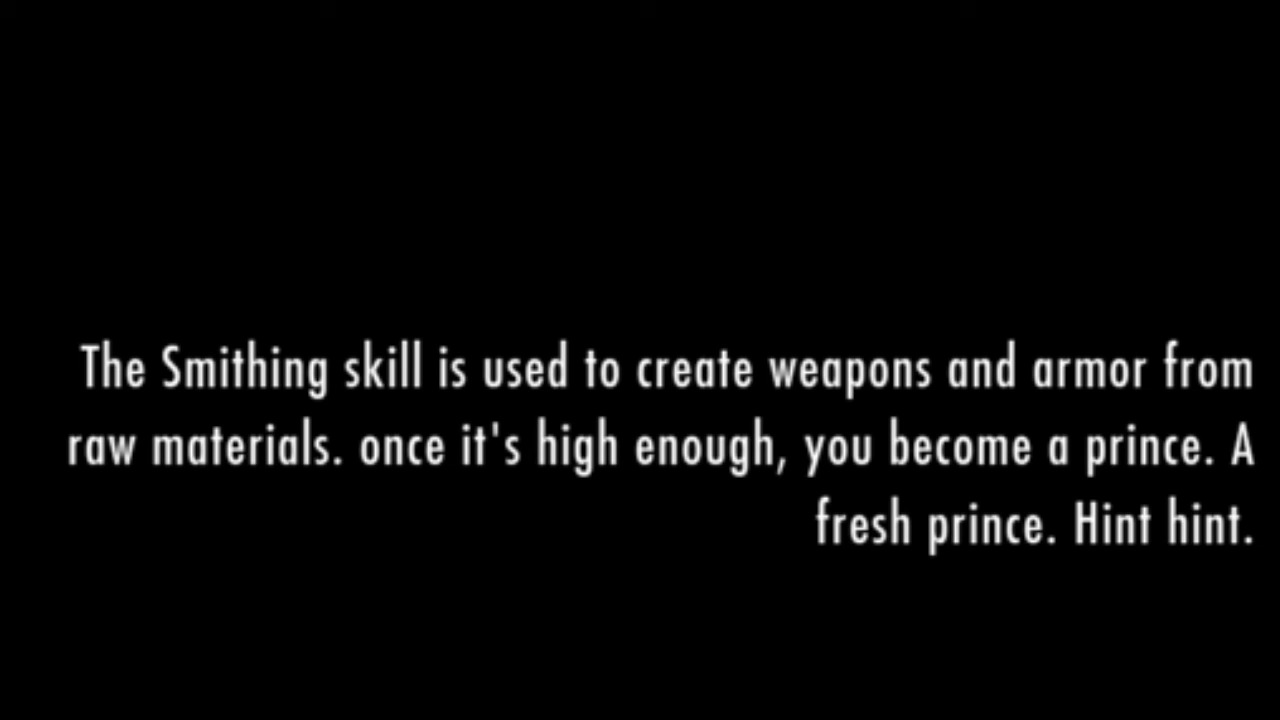 The Smithing skill is used to create weapons and armor from
raw materials. once it's high enough, you become a prince. A
fresh prince. Hint hint.